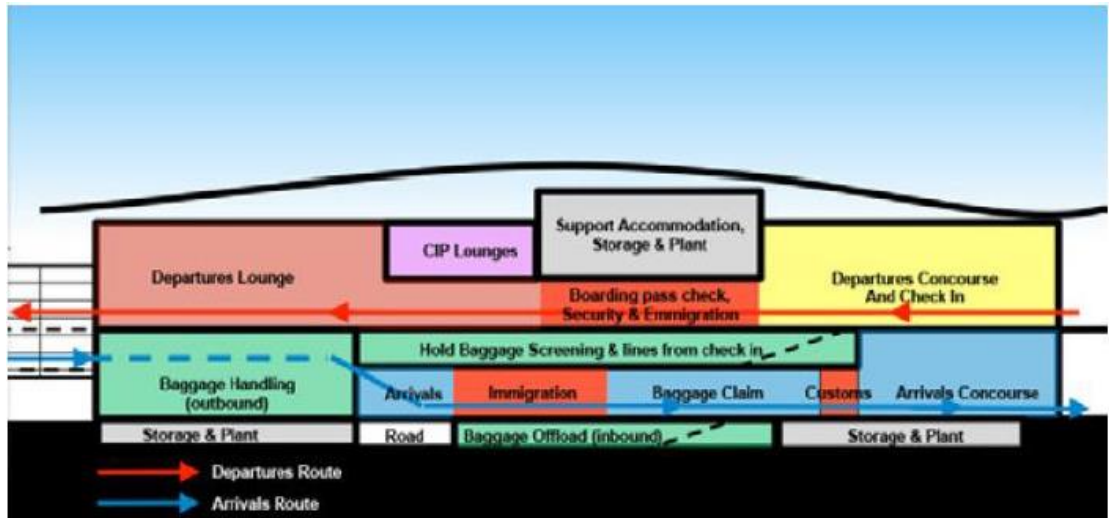 Support Accommodation,
Storage & Plant
CIP Lounges
Departures Lounge
Departures Concourse
And Check In
Boarding pass check,
Security & Emmigration
Hold Baggage Screening & lines from check in
Baggage Handling
(outbound)
Arrivals
Immigration
Baggage Claim
Customs
Arrivals Concourse
Storage & Plant
Road
Baggage Offload (inbound)
Storage & Plant
Departures Route
Arrivals Route